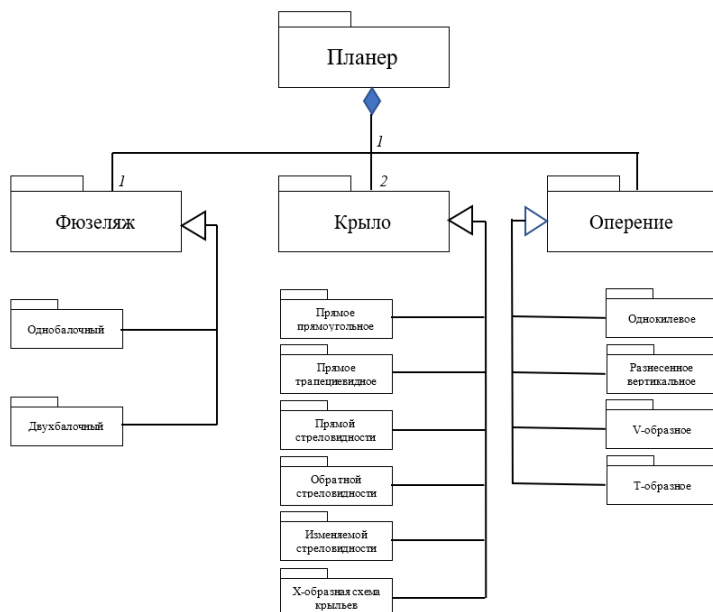 Планер
1
1
2
Фюзеляж
Крыло
Оперение
Однобалочный
Двухбалочный
Прямое
прямоугольное
Прямое
трапециевидное
Прямой
стреловидности
Обратной
стреловидности
Изменяемой
стреловидности
Х-образная схема
крыльев
Однокилевое
Разнесенное
вертикальное
V-образное
Т-образное